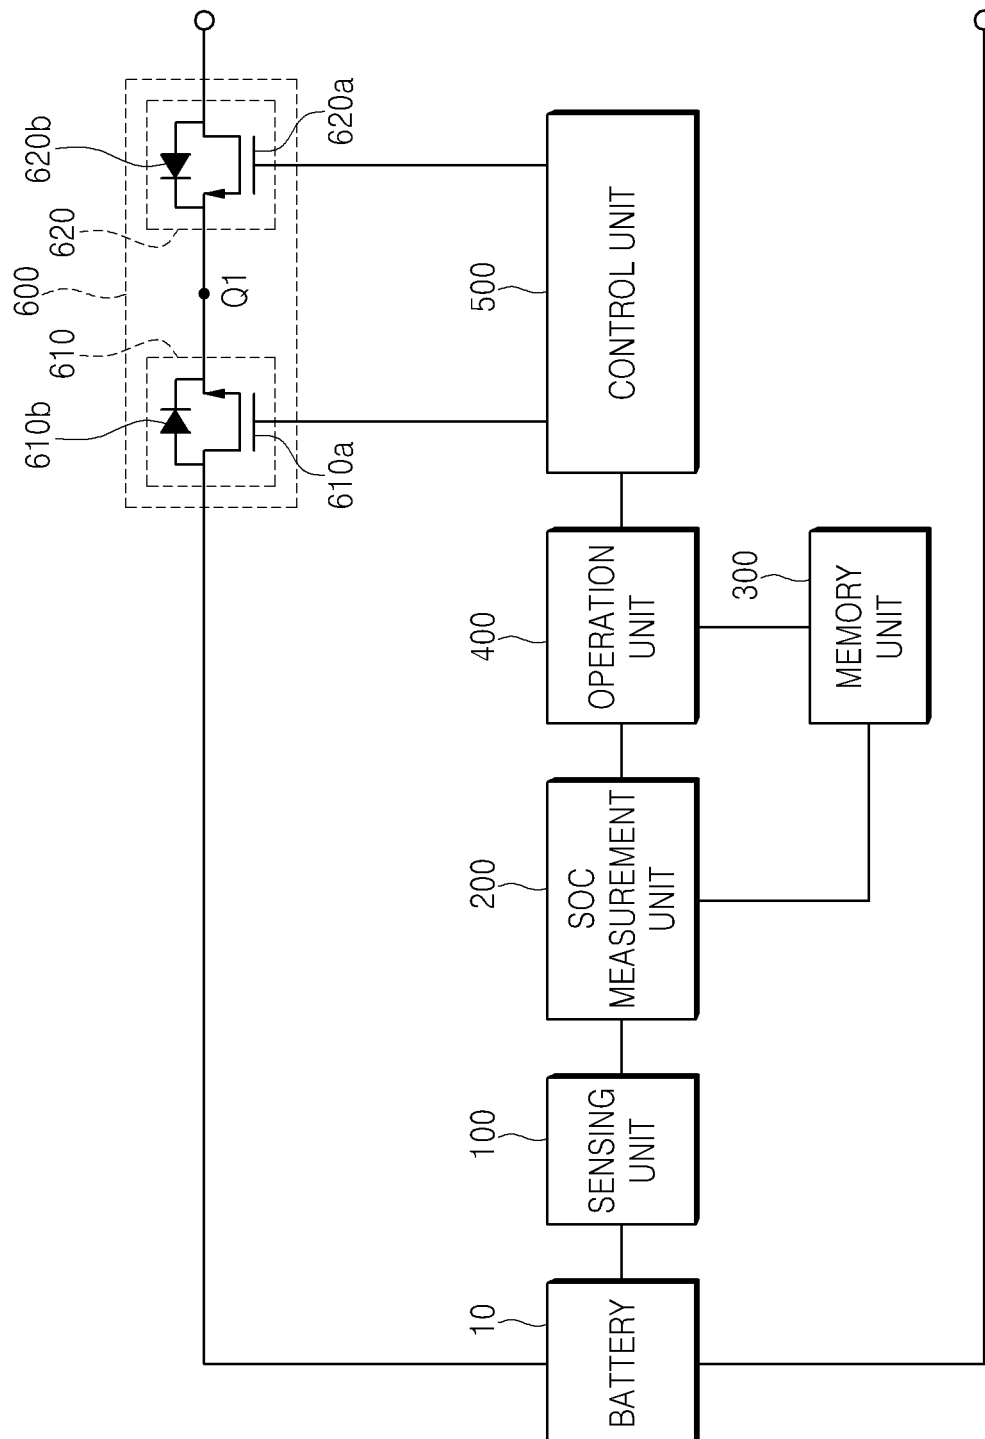 600
610
620
610b
620b
Q1
610a
620a
10
BATTERY
100
SENSING
UNIT
200
SOC
MEASUREMENT
UNIT
400
OPERATION
UNIT
500
CONTROL UNIT
300
MEMORY
UNIT